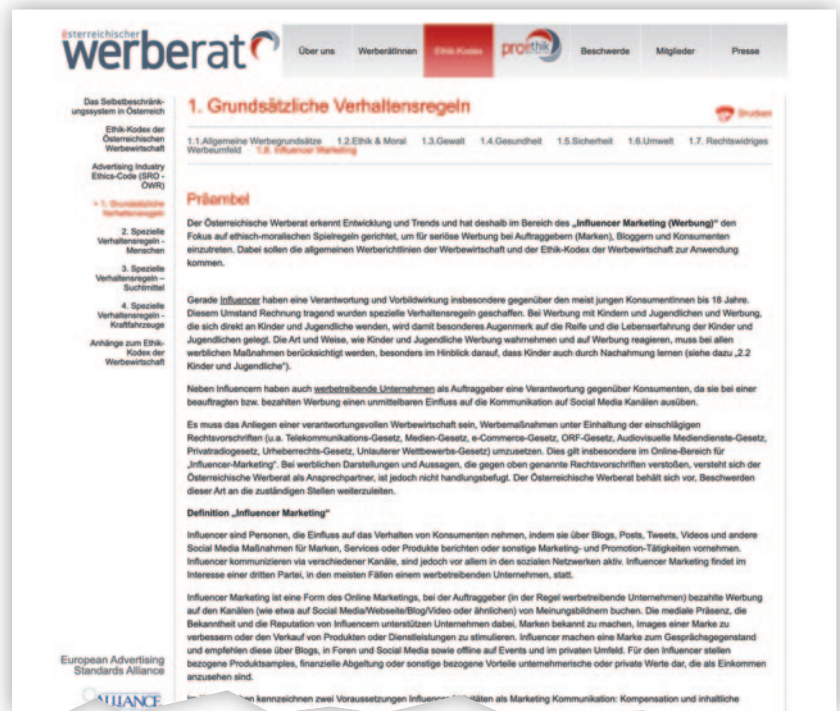 österreichischer
werberat
Über uns
WerberätInnen
Ethik-Kodex
proethik
Beschwerde
Mitglieder
Presse
Das Selbstbeschränk-
ungssystem in Österreich
Ethik-Kodex der
Österreichischen
Werbewirtschaft
Advertising Industry
Ethics-Code (SRO -
ÖWR)
» 1. Grundsätzliche
Verhaltensregeln
2. Spezielle
Verhaltensregeln -
Menschen
3. Spezielle
Verhaltensregeln –
Suchtmittel
4. Spezielle
Verhaltensregeln -
Kraftfahrzeuge
Anhänge zum Ethik-
Kodex der
Werbewirtschaft
European Advertising
Standards Alliance
ALLIANCE
1. Grundsätzliche Verhaltensregeln
Drucken
1.1.Allgemeine Werbegrundsätze 1.2.Ethik & Moral 1.3.Gewalt 1.4.Gesundheit 1.5.Sicherheit 1.6.Umwelt 1.7. Rechtswidriges
Werbeumfeld 1.8. Influencer Marketing
Präambel
Der Österreichische Werberat erkennt Entwicklung und Trends und hat deshalb im Bereich des „Influencer Marketing (Werbung)" den
Fokus auf ethisch-moralischen Spielregeln gerichtet, um für seriöse Werbung bei Auftraggebern (Marken), Bloggern und Konsumenten
einzutreten. Dabei sollen die allgemeinen Werberichtlinien der Werbewirtschaft und der Ethik-Kodex der Werbewirtschaft zur Anwendung
kommen.
Gerade Influencer haben eine Verantwortung und Vorbildwirkung insbesondere gegenüber den meist jungen KonsumentInnen bis 18 Jahre.
Diesem Umstand Rechnung tragend wurden spezielle Verhaltensregeln geschaffen. Bei Werbung mit Kindern und Jugendlichen und Werbung,
die sich direkt an Kinder und Jugendliche wenden, wird damit besonderes Augenmerk auf die Reife und die Lebenserfahrung der Kinder und
Jugendlichen gelegt. Die Art und Weise, wie Kinder und Jugendliche Werbung wahrnehmen und auf Werbung reagieren, muss bei allen
werblichen Maßnahmen berücksichtigt werden, besonders im Hinblick darauf, dass Kinder auch durch Nachahmung lernen (siehe dazu „2.2
Kinder und Jugendliche").
Neben Influencern haben auch werbetreibende Unternehmen als Auftraggeber eine Verantwortung gegenüber Konsumenten, da sie bei einer
beauftragten bzw. bezahlten Werbung einen unmittelbaren Einfluss auf die Kommunikation auf Social Media Kanälen ausüben.
Es muss das Anliegen einer verantwortungsvollen Werbewirtschaft sein, Werbemaßnahmen unter Einhaltung der einschlägigen
Rechtsvorschriften (u.a. Telekommunikations-Gesetz, Medien-Gesetz, e-Commerce-Gesetz, ORF-Gesetz, Audiovisuelle Mediendienste-Gesetz,
Privatradiogesetz, Urheberrechts-Gesetz, Unlauterer Wettbewerbs-Gesetz) umzusetzen. Dies gilt insbesondere im Online-Bereich für
„Influencer-Marketing". Bei werblichen Darstellungen und Aussagen, die gegen oben genannte Rechtsvorschriften verstoßen, versteht sich der
Österreichische Werberat als Ansprechpartner, ist jedoch nicht handlungsbefugt. Der Österreichische Werberat behält sich vor, Beschwerden
dieser Art an die zuständigen Stellen weiterzuleiten.
Definition „Influencer Marketing"
Influencer sind Personen, die Einfluss auf das Verhalten von Konsumenten nehmen, indem sie über Blogs, Posts, Tweets, Videos und andere
Social Media Maßnahmen für Marken, Services oder Produkte berichten oder sonstige Marketing- und Promotion-Tätigkeiten vornehmen.
Influencer kommunizieren via verschiedener Kanäle, sind jedoch vor allem in den sozialen Netzwerken aktiv. Influencer Marketing findet im
Interesse einer dritten Partei, in den meisten Fällen einem werbetreibenden Unternehmen, statt.
Influencer Marketing ist eine Form des Online Marketings, bei der Auftraggeber (in der Regel werbetreibende Unternehmen) bezahlte Werbung
auf den Kanälen (wie etwa auf Social Media/Webseite/Blog/Video oder ähnlichen) von Meinungsbildnern buchen. Die mediale Präsenz, die
Bekanntheit und die Reputation von Influencern unterstützen Unternehmen dabei, Marken bekannt zu machen, Images einer Marke zu
verbessern oder den Verkauf von Produkten oder Dienstleistungen zu stimulieren. Influencer machen eine Marke zum Gesprächsgegenstand
und empfehlen diese über Blogs, in Foren und Social Media sowie offline auf Events und im privaten Umfeld. Für den Influencer stellen
bezogene Produktsamples, finanzielle Abgeltung oder sonstige bezogene Vorteile unternehmerische oder private Werte dar, die als Einkommen
anzusehen sind.
kennzeichnen zwei Voraussetzungen als Marketing Kommunikation: Kompensation und inhaltliche